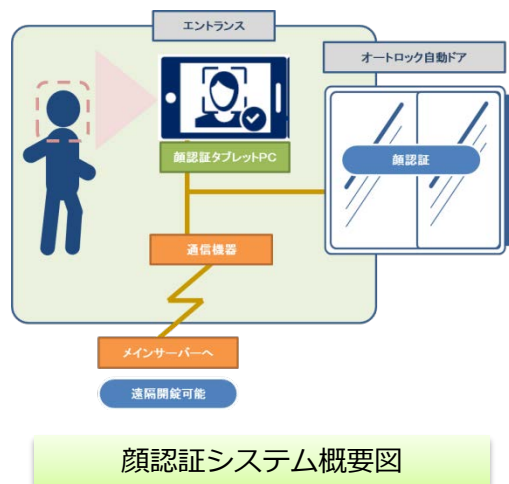 エントランス
オートロック自動ドア
顔認証タブレットPC
顔認証
通信機器
メインサーバーへ
遠隔開錠可能
顔認証システム概要図